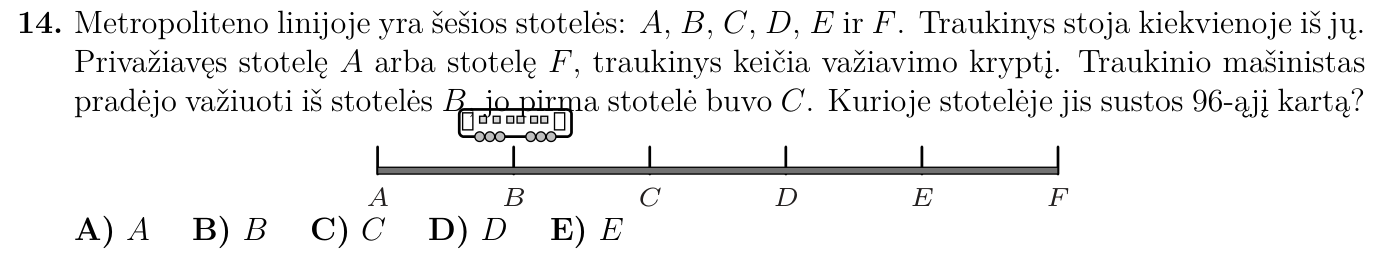 14. Metropoliteno linijoje yra šešios stotelės: A, B, C, D, E ir F. Traukinys stoja kiekvienoje iš jų.
Privažiavęs stotelę A arba stotelę F, traukinys keičia važiavimo kryptį. Traukinio mašinistas
pradėjo važiuoti iš stotelės B, jo pirma stotelė buvo C. Kurioje stotelėje jis sustos 96-ąjį kartą?
A B C D E F
A) A B) B C) C D) D E) E